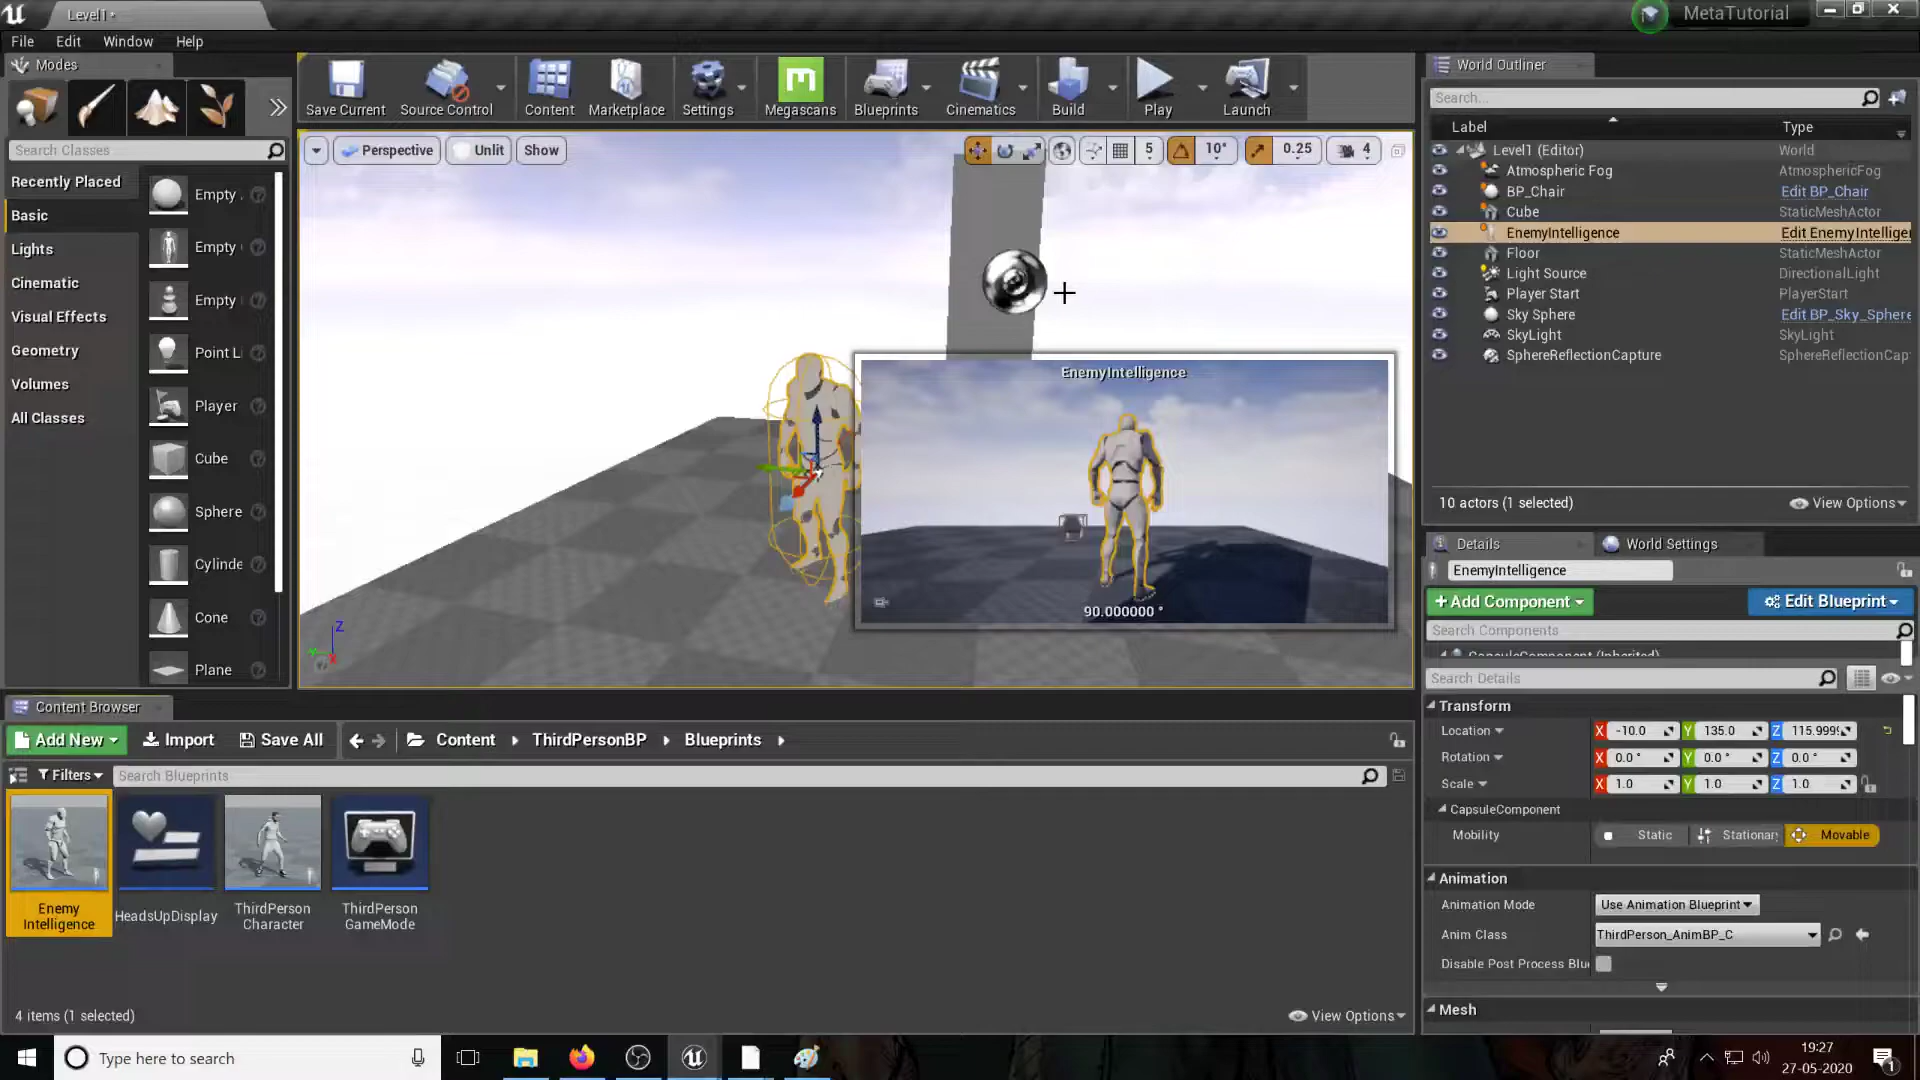 Level1*
MetaTutorial
File Edit Window Help
Modes
Search Classes
Recently Placed
Basic
Lights
Cinematic
Visual Effects
Geometry
Volumes
All Classes
Empty
Empty
Empty
Point Li
Player
Cube
Sphere
Cylinde
Cone
Plane
Save Current
Source Control
Content
Marketplace
Settings
Megascans
Blueprints
Cinematics
Build
Play
Launch
Perspective
Unlit
Show
5
10°
0.25
4
EnemyIntelligence
90.000000 °
Z
World Outliner
Search...
Label Type
Level1 (Editor) World
Atmospheric Fog AtmosphericFog
BP_Chair Edit BP_Chair
Cube StaticMeshActor
EnemyIntelligence Edit EnemyIntelliger
Floor StaticMeshActor
Light Source DirectionalLight
Player Start PlayerStart
Sky Sphere Edit BP_Sky_Sphere
SkyLight SkyLight
SphereReflectionCapture SphereReflectionCap
10 actors (1 selected)
View Options
Details
World Settings
EnemyIntelligence
+Add Component
Edit Blueprint
Search Components
CapsuleComponent (Inherited)
Search Details
Transform
Location X -10.0 Y 135.0 Z 115.999
Rotation X 0.0 ° Y 0.0 ° Z 0.0 °
Scale X 1.0 Y 1.0 Z 1.0
CapsuleComponent
Mobility Static Stationary Movable
Animation
Animation Mode Use Animation Blueprint
Anim Class ThirdPerson_AnimBP_C
Disable Post Process Blu
Mesh
Content Browser
Add New
Import
Save All
Content
ThirdPersonBP
Blueprints
Filters
Search Blueprints
Enemy
Intelligence
HeadsUpDisplay
ThirdPerson
Character
ThirdPerson
GameMode
4 items (1 selected)
View Options
Type here to search
19:27
27-05-2020
1